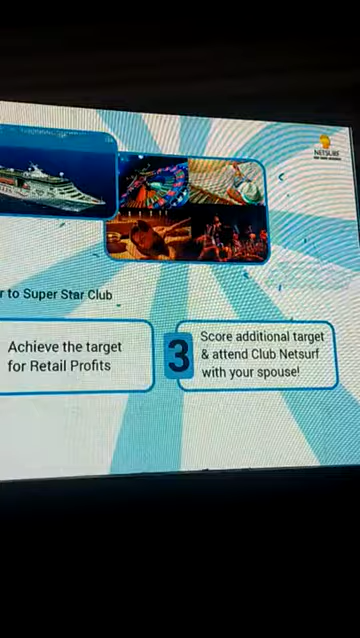 NETSURF
r to Super Star Club
Achieve the target
for Retail Profits
3
Score additional target
& attend Club Netsurf
with your spouse!